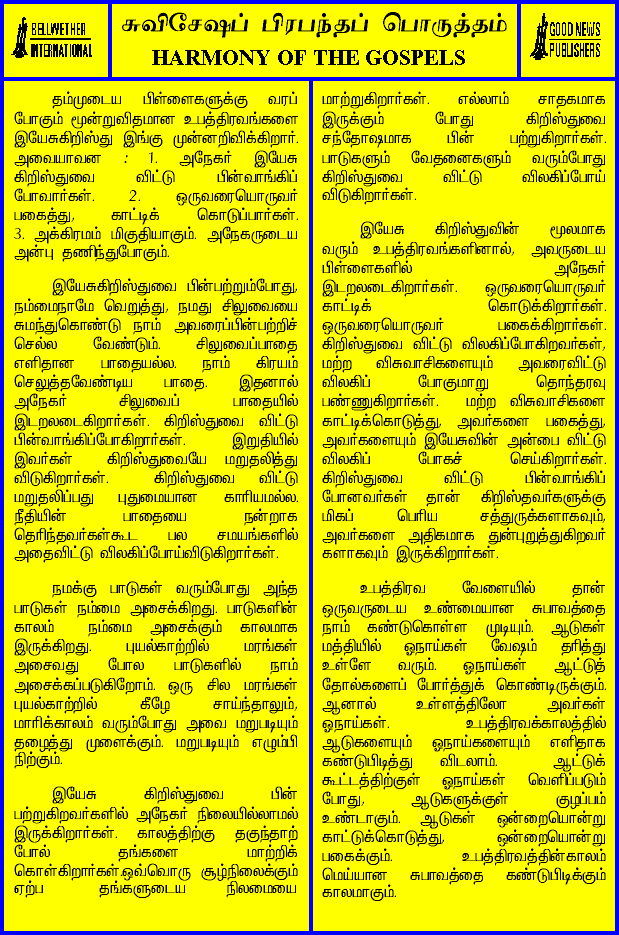 BELLWETHER
INTERNATIONAL
சுவிசேஷப் பிரபந்தப் பொருத்தம்
HARMONY OF THE GOSPELS
GOOD NEWS
PUBLISHERS
தம்முடைய பிள்ளைகளுக்கு வரப்
போகும் மூன்றுவிதமான உபத்திரவங்களை
இயேசுகிறிஸ்து இங்கு முன்னறிவிக்கிறார்.
அவையாவன : 1. அநேகர் இயேசு
கிறிஸ்துவை விட்டு பின்வாங்கிப்
போவார்கள். 2. ஒருவரையொருவர்
பகைத்து, காட்டிக் கொடுப்பார்கள்.
3. அக்கிரமம் மிகுதியாகும். அநேகருடைய
அன்பு தணிந்துபோகும்.
இயேசுகிறிஸ்துவை பின்பற்றும்போது,
நம்மைநாமே வெறுத்து, நமது சிலுவையை
சுமந்துகொண்டு நாம் அவரைப்பின்பற்றிச்
செல்ல வேண்டும். சிலுவைப்பாதை
எளிதான பாதையல்ல. நாம் கிரயம்
செலுத்தவேண்டிய பாதை. இதனால்
அநேகர் சிலுவைப் பாதையில்
இடறலடைகிறார்கள். கிறிஸ்துவை விட்டு
பின்வாங்கிப்போகிறார்கள். இறுதியில்
இவர்கள் கிறிஸ்துவையே மறுதலித்து
விடுகிறார்கள். கிறிஸ்துவை விட்டு
மறுதலிப்பது புதுமையான காரியமல்ல.
நீதியின் பாதையை நன்றாக
தெரிந்தவர்கள்கூட பல சமயங்களில்
அதைவிட்டு விலகிப்போய்விடுகிறார்கள்.
நமக்கு பாடுகள் வரும்போது அந்த
பாடுகள் நம்மை அசைக்கிறது. பாடுகளின்
காலம் நம்மை அசைக்கும் காலமாக
இருக்கிறது. புயல்காற்றில் மரங்கள்
அசைவது போல பாடுகளில் நாம்
அசைக்கப்படுகிறோம். ஒரு சில மரங்கள்
புயல்காற்றில் கீழே சாய்ந்தாலும்,
மாரிக்காலம் வரும்போது அவை மறுபடியும்
தழைத்து முளைக்கும். மறுபடியும் எழும்பி
நிற்கும்.
இயேசு கிறிஸ்துவை பின்
பற்றுகிறவர்களில் அநேகர் நிலையில்லாமல்
இருக்கிறார்கள். காலத்திற்கு தகுந்தாற்
போல் தங்களை மாற்றிக்
கொள்கிறார்கள்.ஒவ்வொரு சூழ்நிலைக்கும்
ஏற்ப தங்களுடைய நிலமையை
மாற்றுகிறார்கள். எல்லாம் சாதகமாக
இருக்கும் போது கிறிஸ்துவை
சந்தோஷமாக பின் பற்றுகிறார்கள்.
பாடுகளும் வேதனைகளும் வரும்போது
கிறிஸ்துவை விட்டு விலகிப்போய்
விடுகிறார்கள்.
இயேசு கிறிஸ்துவின் மூலமாக
வரும் உபத்திரவங்களினால், அவருடைய
பிள்ளைகளில் அநேகர்
இடறலடைகிறார்கள். ஒருவரையொருவர்
காட்டிக் கொடுக்கிறார்கள்.
ஒருவரையொருவர் பகைக்கிறார்கள்.
கிறிஸ்துவை விட்டு விலகிப்போகிறவர்கள்,
மற்ற விசுவாசிகளையும் அவரைவிட்டு
விலகிப் போகுமாறு தொந்தரவு
பண்ணுகிறார்கள். மற்ற விசுவாசிகளை
காட்டிக்கொடுத்து, அவர்களை பகைத்து,
அவர்களையும் இயேசுவின் அன்பை விட்டு
விலகிப் போகச் செய்கிறார்கள்.
கிறிஸ்துவை விட்டு பின்வாங்கிப்
போனவர்கள் தான் கிறிஸ்தவர்களுக்கு
மிகப் பெரிய சத்துருக்களாகவும்,
அவர்களை அதிகமாக துன்புறுத்துகிறவர்
களாகவும் இருக்கிறார்கள்.
உபத்திரவ வேளையில் தான்
ஒருவருடைய உண்மையான சுபாவத்தை
நாம் கண்டுகொள்ள முடியும். ஆடுகள்
மத்தியில் ஓநாய்கள் வேஷம் தரித்து
உள்ளே வரும். ஓநாய்கள் ஆட்டுத்
தோல்களைப் போர்த்துக் கொண்டிருக்கும்.
ஆனால் உள்ளத்திலோ அவர்கள்
ஓநாய்கள். உபத்திரவக்காலத்தில்
ஆடுகளையும் ஓநாய்களையும் எளிதாக
கண்டுபிடித்து விடலாம். ஆட்டுக்
கூட்டத்திற்குள் ஓநாய்கள் வெளிப்படும்
போது, ஆடுகளுக்குள் குழப்பம்
உண்டாகும். ஆடுகள் ஒன்றையொன்று
காட்டுக்கொடுத்து, ஒன்றையொன்று
பகைக்கும். உபத்திரவத்தின்காலம்
மெய்யான சுபாவத்தை கண்டுபிடிக்கும்
காலமாகும்.